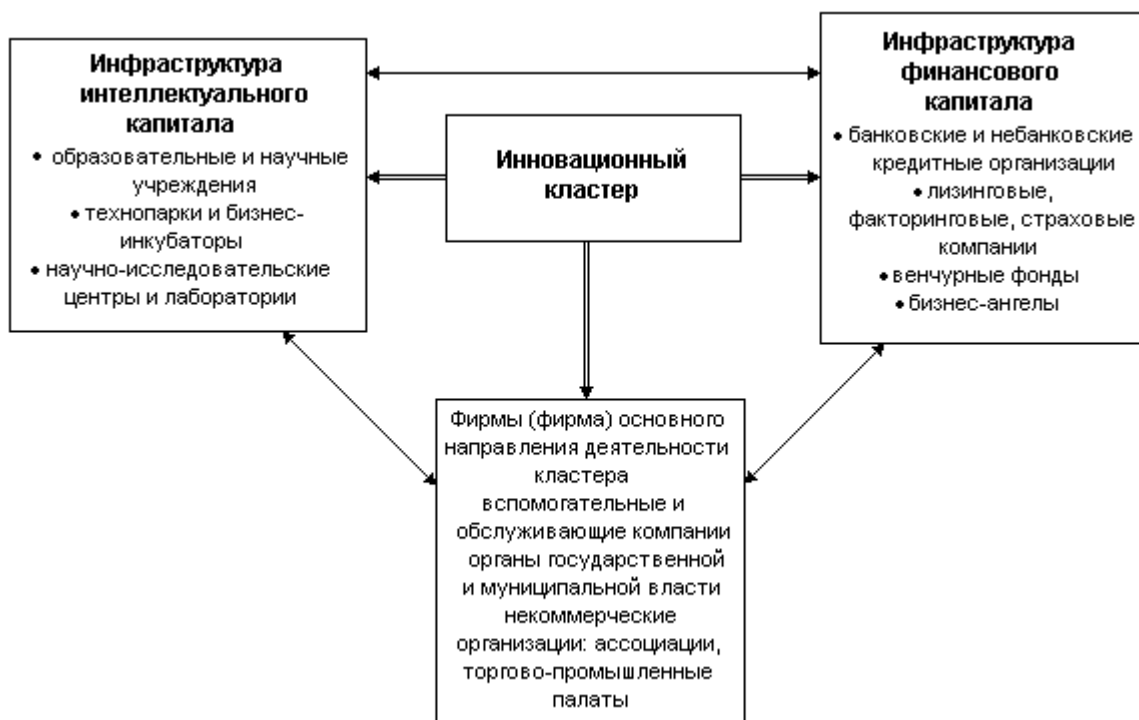 Инфраструктура
интеллектуального
капитала
• образовательные и научные
учреждения
• технопарки и бизнес-
инкубаторы
• научно-исследовательские
центры и лаборатории
Инновационный
кластер
Инфраструктура
финансового
капитала
• банковские и небанковские
кредитные организации
• лизинговые,
факторинговые, страховые
компании
• венчурные фонды
• бизнес-ангелы
Фирмы (фирма) основного
направления деятельности
кластера
вспомогательные и
обслуживающие компании
органы государственной
и муниципальной власти
некоммерческие
организации: ассоциации,
торгово-промышленные
палаты